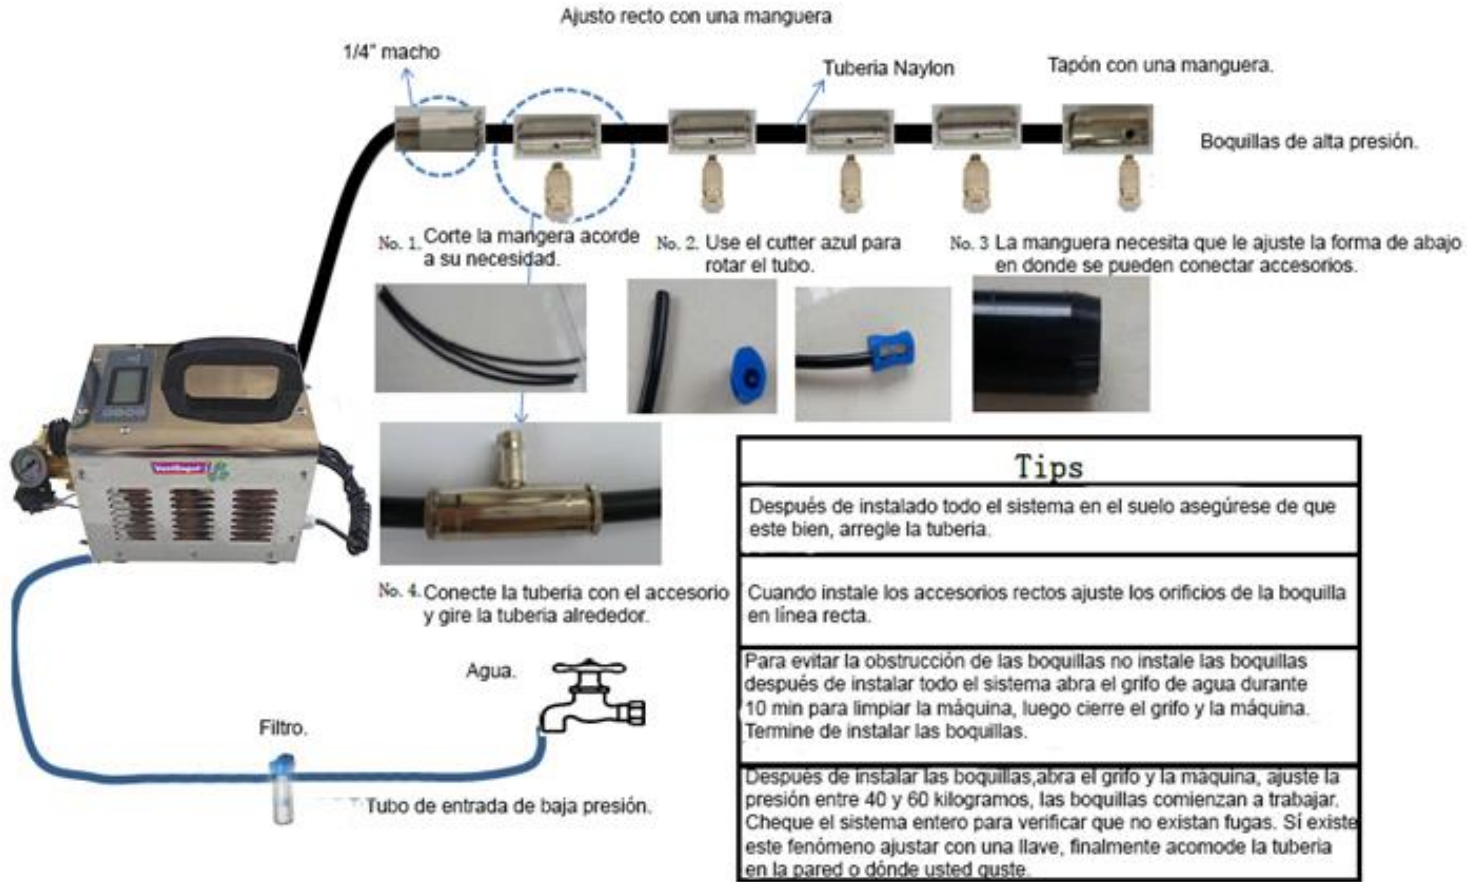 Ajusto recto con una manguera
1/4" macho
Tuberia Naylon
Tapón con una manguera.
Boquillas de alta presión.
No. 1. Corte la mangera acorde
a su necesidad.
No. 2. Use el cutter azul para
rotar el tubo.
No. 3 La manguera necesita que le ajuste la forma de abajo
en donde se pueden conectar accesorios.
No. 4. Conecte la tuberia con el accesorio
y gire la tuberia alrededor.
Agua.
Filtro.
Tubo de entrada de baja presión.
Tips
Después de instalado todo el sistema en el suelo asegúrese de que
este bien, arregle la tuberia.
Cuando instale los accesorios rectos ajuste los orificios de la boquilla
en línea recta.
Para evitar la obstrucción de las boquillas no instale las boquillas
después de instalar todo el sistema abra el grifo de agua durante
10 min para limpiar la máquina, luego cierre el grifo y la máquina.
Termine de instalar las boquillas.
Después de instalar las boquillas,abra el grifo y la máquina, ajuste la
presión entre 40 y 60 kilogramos, las boquillas comienzan a trabajar.
Cheque el sistema entero para verificar que no existan fugas. Sí existe
este fenómeno ajustar con una llave, finalmente acomode la tuberia
en la pared o dónde usted guste.